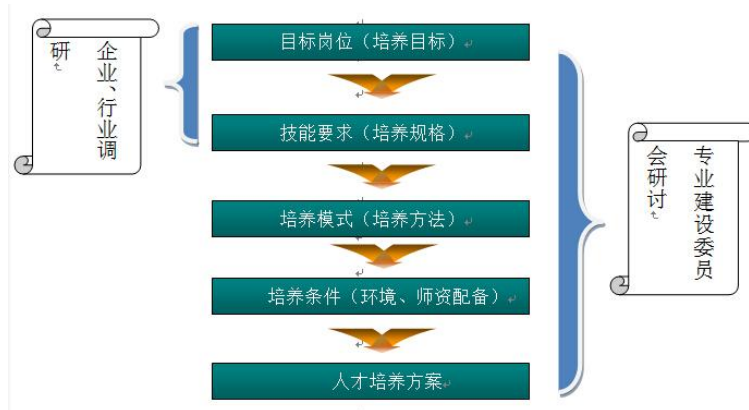 企业、行业调
研
目标岗位（培养目标）
技能要求（培养规格）
培养模式（培养方法）
培养条件（环境、师资配备）
人才培养方案
专业建设委员
会研讨